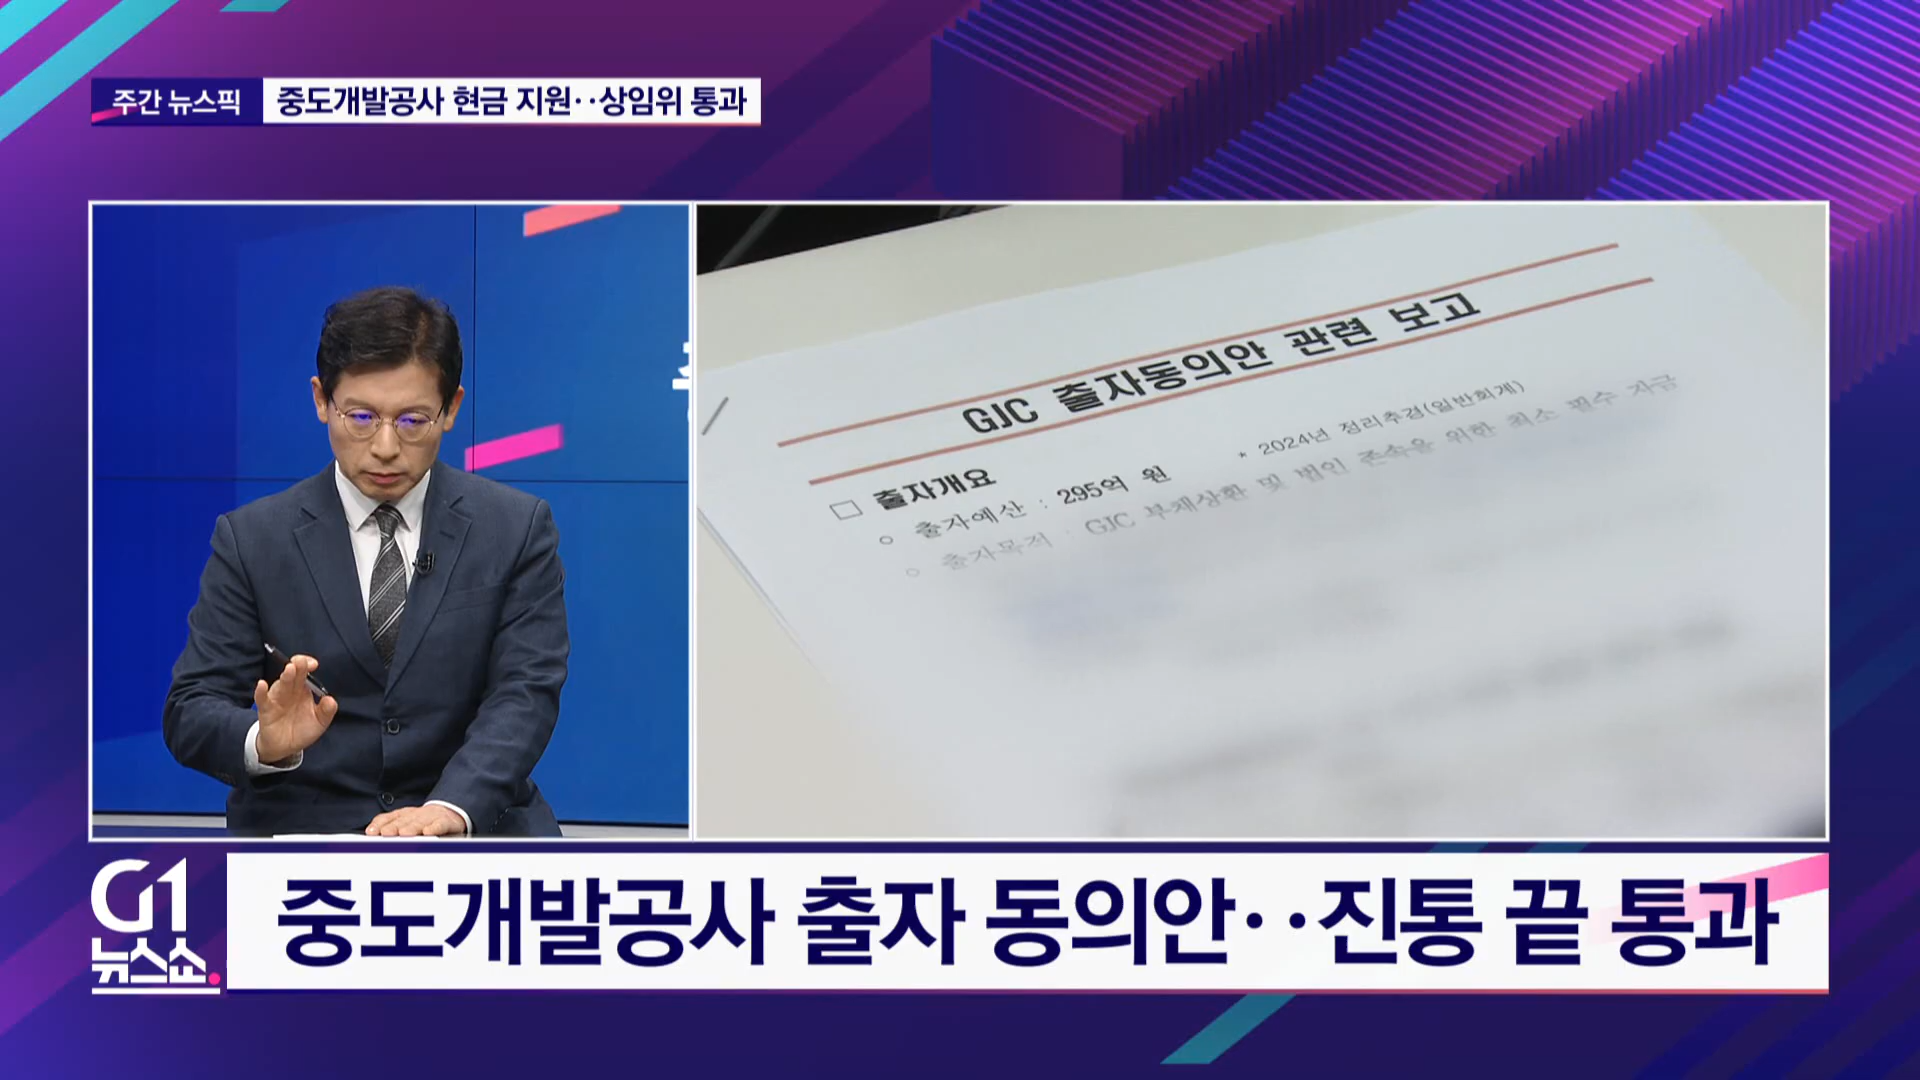 주간 뉴스픽
중도개발공사 현금 지원‥상임위 통과
GJC 출자동의안 관련 보고
* 2024년 정리추경(일반회계)
□ 출자개요
○ 출자예산 : 295억 원
○ 출자목적 : GJC 부채상환 및 법인 존속을 위한 최소 필수 자금
G1
뉴스쇼.
중도개발공사 출자 동의안‥진통 끝 통과